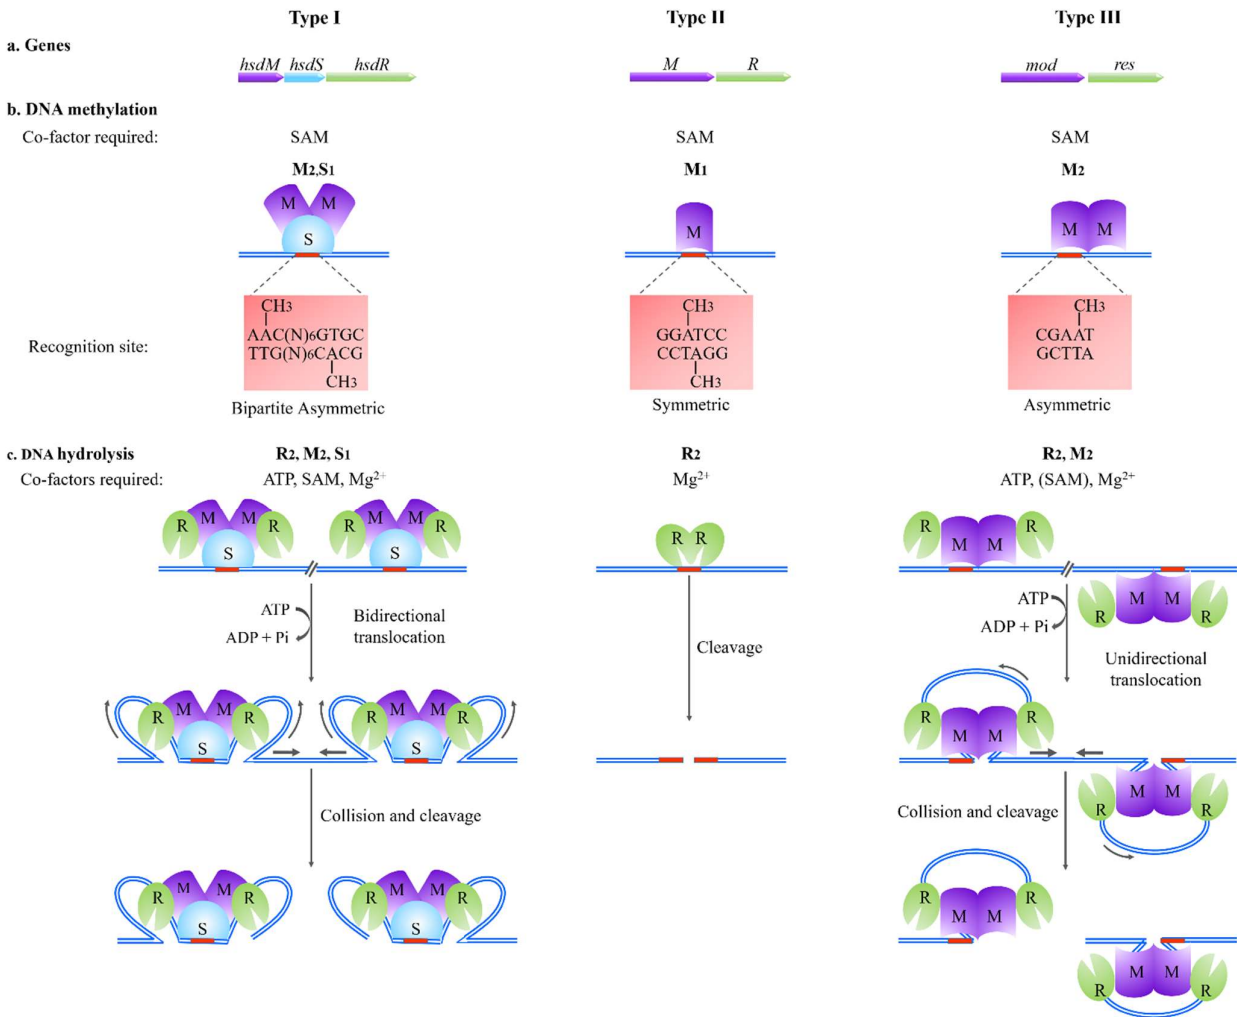 Type I
Type II
Type III
a. Genes
hsdM hsdS hsdR
M R
mod res
b. DNA methylation
Co-factor required:
SAM
SAM
SAM
M2,S1
M1
M2
M M
S
M
M M
Recognition site:
CH3
AAC(N)6GTGC
TTG(N)6CACG
CH3
Bipartite Asymmetric
CH3
GGATCC
CCTAGG
CH3
Symmetric
CH3
CGAAT
GCTTA
Asymmetric
c. DNA hydrolysis
R2, M2, S1
R2
R2, M2
Co-factors required:
ATP, SAM, Mg2+
Mg2+
ATP, (SAM), Mg2+
R M M R
S
R M M R
S
R R
R M M R
R M M R
ATP
ADP + Pi
Bidirectional
translocation
Cleavage
ATP
ADP + Pi
Unidirectional
translocation
R M M R
S
R M M R
S
R M M R
R M M R
Collision and cleavage
Collision and cleavage
R M M R
S
R M M R
S
R M M R
R M M R